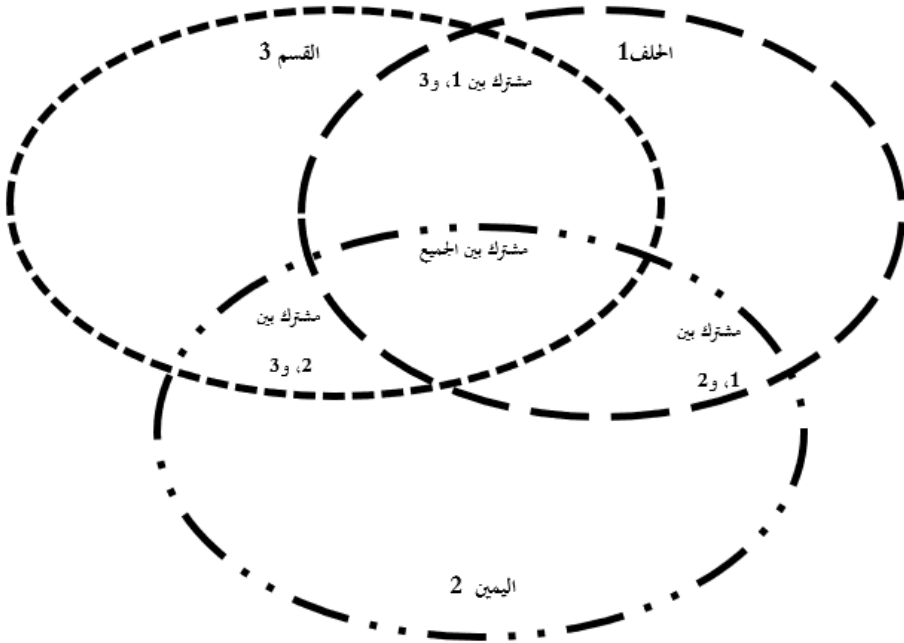 الحلف1
القسم 3
مشترك بين 1، و3
مشترك بين الجميع
مشترك بين
2، و3
مشترك بين
1، و2
اليمين 2